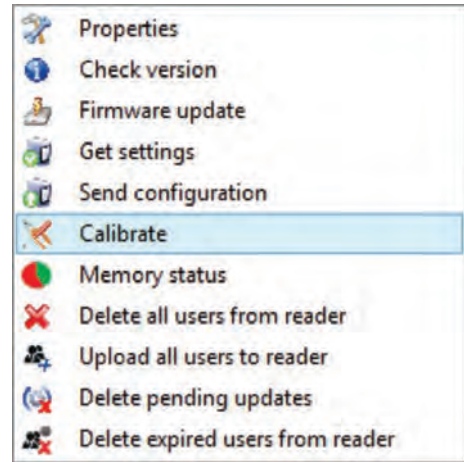 Properties
Check version
Firmware update
Get settings
Send configuration
Calibrate
Memory status
Delete all users from reader
Upload all users to reader
Delete pending updates
Delete expired users from reader